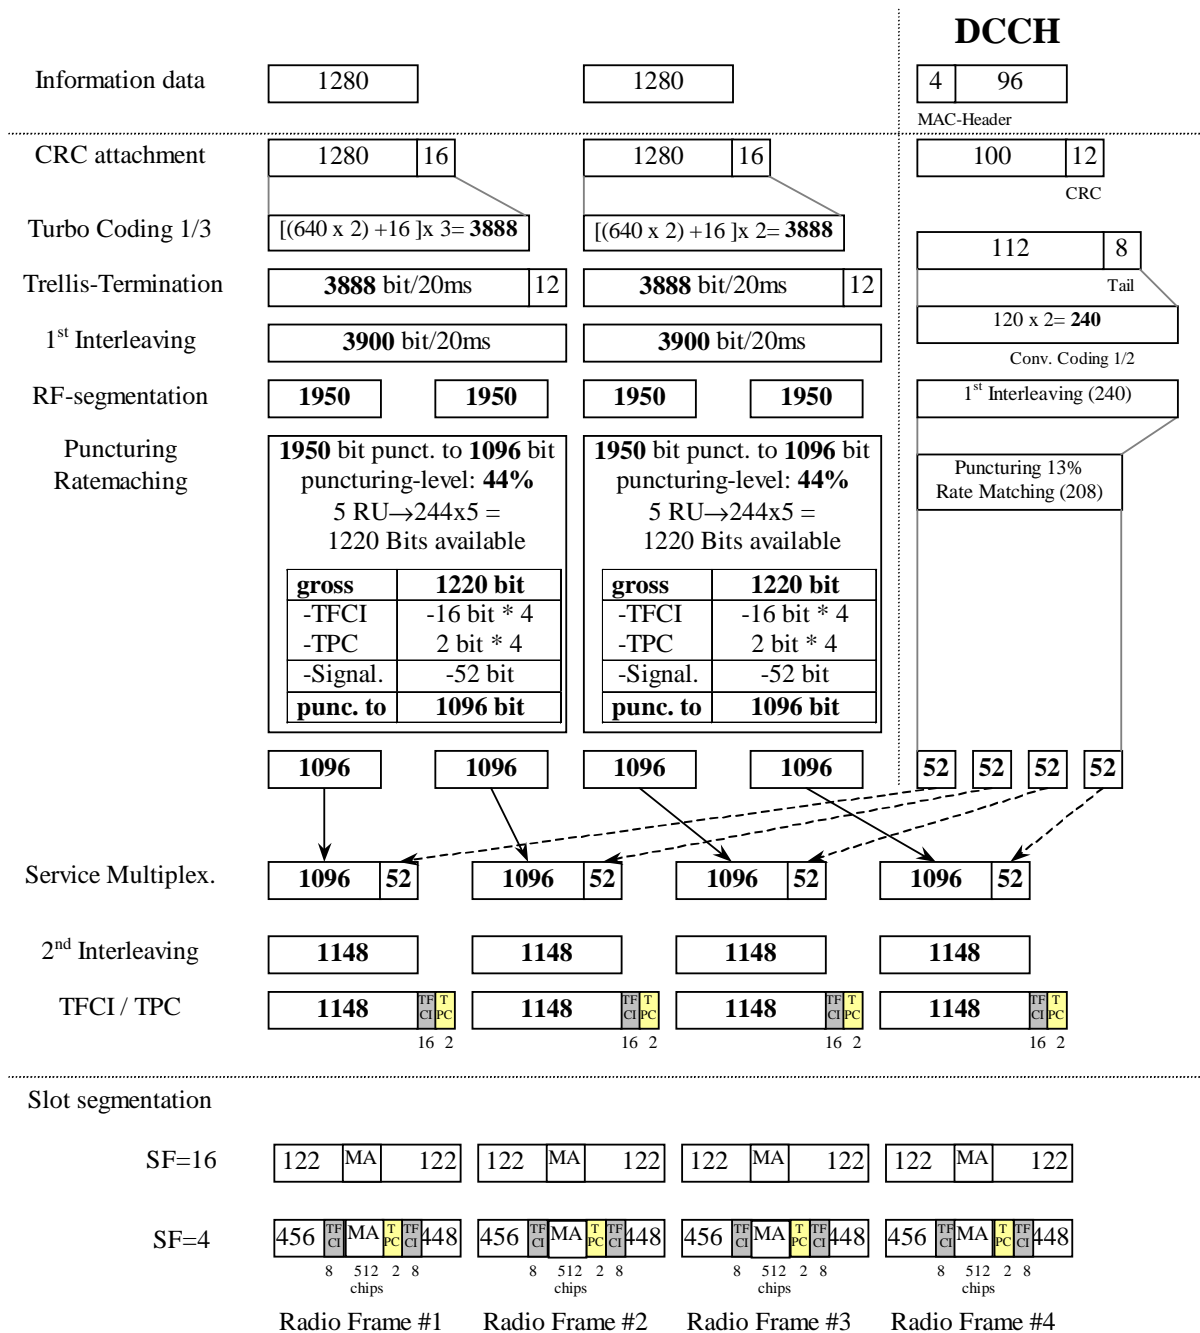 DCCH
Information data 1280 1280 4 96
MAC-Header
CRC attachment 1280 16 1280 16 100 12
CRC
Turbo Coding 1/3 [(640 x 2) +16 ]x 3= 3888 [(640 x 2) +16 ]x 2= 3888
112 8
Tail
Trellis-Termination 3888 bit/20ms 12 3888 bit/20ms 12
120 x 2= 240
Conv. Coding 1/2
1st Interleaving 3900 bit/20ms 3900 bit/20ms
RF-segmentation 1950 1950 1950 1950 1st Interleaving (240)
Puncturing 1950 bit punct. to 1096 bit 1950 bit punct. to 1096 bit
Ratemaching puncturing-level: 44% puncturing-level: 44%
Puncturing 13%
Rate Matching (208)
5 RU→244x5 = 5 RU→244x5 =
1220 Bits available 1220 Bits available
gross 1220 bit gross 1220 bit
-TFCI -16 bit * 4 -TFCI -16 bit * 4
-TPC 2 bit * 4 -TPC 2 bit * 4
-Signal. -52 bit -Signal. -52 bit
punc. to 1096 bit punc. to 1096 bit
1096 1096 1096 1096 52 52 52 52
Service Multiplex. 1096 52 1096 52 1096 52 1096 52
2nd Interleaving 1148 1148 1148 1148
TFCI / TPC 1148 TF CI T PC 1148 TF CI T PC 1148 TF CI T PC 1148 TF CI T PC
16 2 16 2 16 2 16 2
Slot segmentation
SF=16 122 MA 122 122 MA 122 122 MA 122 122 MA 122
SF=4 456 TF CI MA T PC TF CI 448 456 TF CI MA T PC TF CI 448 456 TF CI MA T PC TF CI 448 456 TF CI MA T PC TF CI 448
8 512 2 8 8 512 2 8 8 512 2 8 8 512 2 8
chips chips chips chips
Radio Frame #1 Radio Frame #2 Radio Frame #3 Radio Frame #4